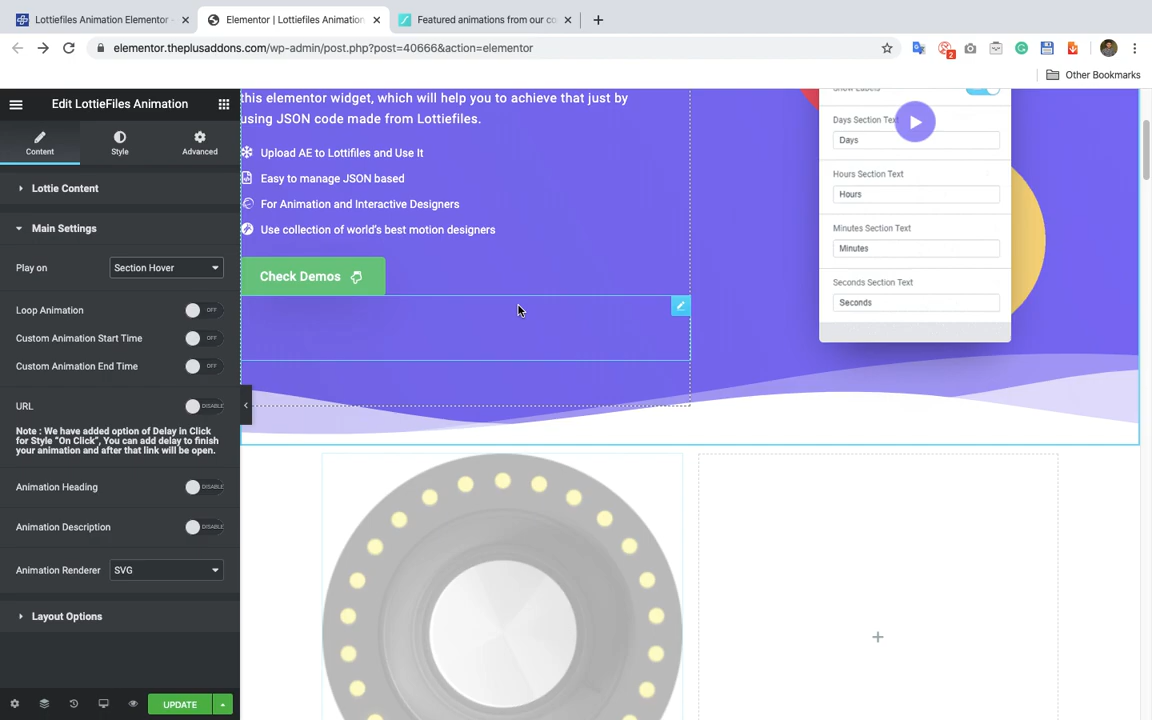 Lottiefiles Animation Elementor
Elementor | Lottiefiles Animation
Featured animations from our co
elementor.theplusaddons.com/wp-admin/post.php?post=40666&action=elementor
2
Other Bookmarks
Edit LottieFiles Animation
Content
Style
Advanced
Lottie Content
Main Settings
Play on
Section Hover
Loop Animation
OFF
Custom Animation Start Time
OFF
Custom Animation End Time
OFF
URL
DISABLE
Note : We have added option of Delay in Click
for Style "On Click", You can add delay to finish
your animation and after that link will be open.
Animation Heading
DISABLE
Animation Description
DISABLE
Animation Renderer
SVG
Layout Options
UPDATE
this elementor widget, which will help you to achieve that just by
using JSON code made from Lottiefiles.
Upload AE to Lottifiles and Use It
Easy to manage JSON based
For Animation and Interactive Designers
Use collection of world's best motion designers
Check Demos
Show Labels
Days Section Text
Days
Hours Section Text
Hours
Minutes Section Text
Minutes
Seconds Section Text
Seconds